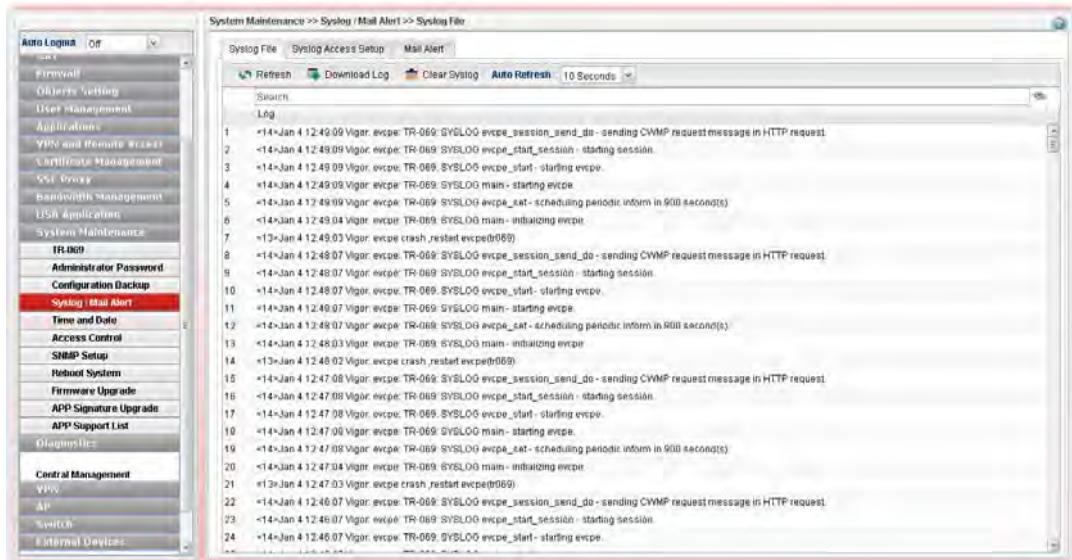 System Maintenance >> Syslog / Mail Alert >> Syslog File
Auto Logout Off
Firewall
Objects Setting
User Management
Applications
VPN and Remote Access
Certificate Management
SSL Proxy
Bandwidth Management
USB Application
System Maintenance
TR-069
Administrator Password
Configuration Backup
Syslog / Mail Alert
Time and Date
Access Control
SNMP Setup
Reboot System
Firmware Upgrade
APP Signature Upgrade
APP Support List
Diagnostics
Central Management
VPN
AP
Switch
External Devices
Syslog File Syslog Access Setup Mail Alert
Refresh Download Log Clear Syslog Auto Refresh 10 Seconds
Search
Log
1 <14>Jan 4 12:49:09 Vigor: evcpe: TR-069: SYSLOG evcpe_session_send_do - sending CWMP request message in HTTP request.
2 <14>Jan 4 12:49:09 Vigor: evcpe: TR-069: SYSLOG evcpe_start_session - starting session.
3 <14>Jan 4 12:49:09 Vigor: evcpe: TR-069: SYSLOG evcpe_start - starting evcpe.
4 <14>Jan 4 12:49:09 Vigor: evcpe: TR-069: SYSLOG main - starting evcpe.
5 <14>Jan 4 12:49:09 Vigor: evcpe: TR-069: SYSLOG evcpe_set - scheduling periodic inform in 900 second(s)
6 <14>Jan 4 12:49:04 Vigor: evcpe: TR-069: SYSLOG main - initializing evcpe
7 <13>Jan 4 12:49:03 Vigor: evcpe crash ,restart evcpe(tr069)
8 <14>Jan 4 12:48:07 Vigor: evcpe: TR-069: SYSLOG evcpe_session_send_do - sending CWMP request message in HTTP request.
9 <14>Jan 4 12:48:07 Vigor: evcpe: TR-069: SYSLOG evcpe_start_session - starting session.
10 <14>Jan 4 12:48:07 Vigor: evcpe: TR-069: SYSLOG evcpe_start - starting evcpe.
11 <14>Jan 4 12:48:07 Vigor: evcpe: TR-069: SYSLOG main - starting evcpe.
12 <14>Jan 4 12:48:07 Vigor: evcpe: TR-069: SYSLOG evcpe_set - scheduling periodic inform in 900 second(s)
13 <14>Jan 4 12:48:03 Vigor: evcpe: TR-069: SYSLOG main - initializing evcpe
14 <13>Jan 4 12:48:02 Vigor: evcpe crash ,restart evcpe(tr069)
15 <14>Jan 4 12:47:08 Vigor: evcpe: TR-069: SYSLOG evcpe_session_send_do - sending CWMP request message in HTTP request.
16 <14>Jan 4 12:47:08 Vigor: evcpe: TR-069: SYSLOG evcpe_start_session - starting session.
17 <14>Jan 4 12:47:08 Vigor: evcpe: TR-069: SYSLOG evcpe_start - starting evcpe.
18 <14>Jan 4 12:47:08 Vigor: evcpe: TR-069: SYSLOG main - starting evcpe.
19 <14>Jan 4 12:47:08 Vigor: evcpe: TR-069: SYSLOG evcpe_set - scheduling periodic inform in 900 second(s)
20 <14>Jan 4 12:47:04 Vigor: evcpe: TR-069: SYSLOG main - initializing evcpe
21 <13>Jan 4 12:47:03 Vigor: evcpe crash ,restart evcpe(tr069)
22 <14>Jan 4 12:46:07 Vigor: evcpe: TR-069: SYSLOG evcpe_session_send_do - sending CWMP request message in HTTP request.
23 <14>Jan 4 12:46:07 Vigor: evcpe: TR-069: SYSLOG evcpe_start_session - starting session.
24 <14>Jan 4 12:46:07 Vigor: evcpe: TR-069: SYSLOG evcpe_start - starting evcpe.